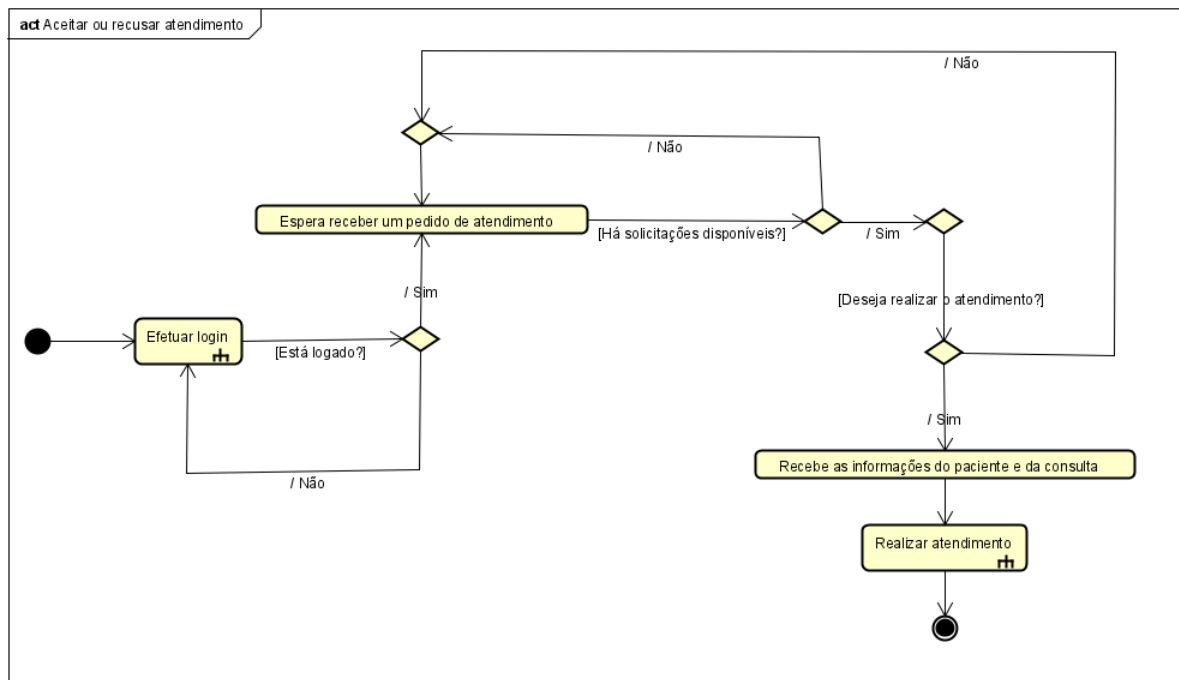 act Aceitar ou recusar atendimento
/ Não
/ Não
Espera receber um pedido de atendimento
[Há solicitações disponíveis?]
/ Sim
/ Sim
[Deseja realizar o atendimento?]
Efetuar login
[Está logado?]
/ Sim
Recebe as informações do paciente e da consulta
/ Não
Realizar atendimento